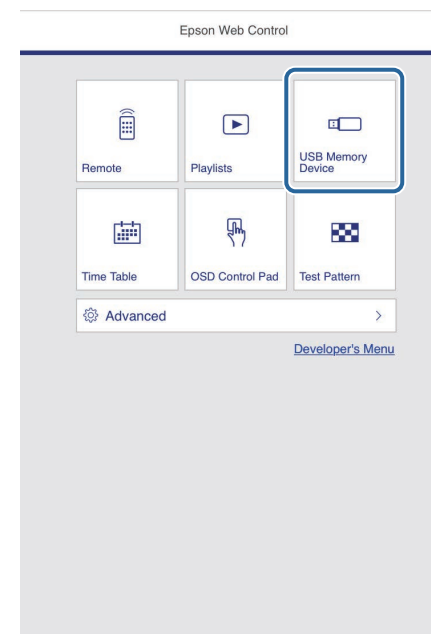 Epson Web Control
Remote
Playlists
USB Memory
Device
Time Table
OSD Control Pad
Test Pattern
Advanced
Developer's Menu